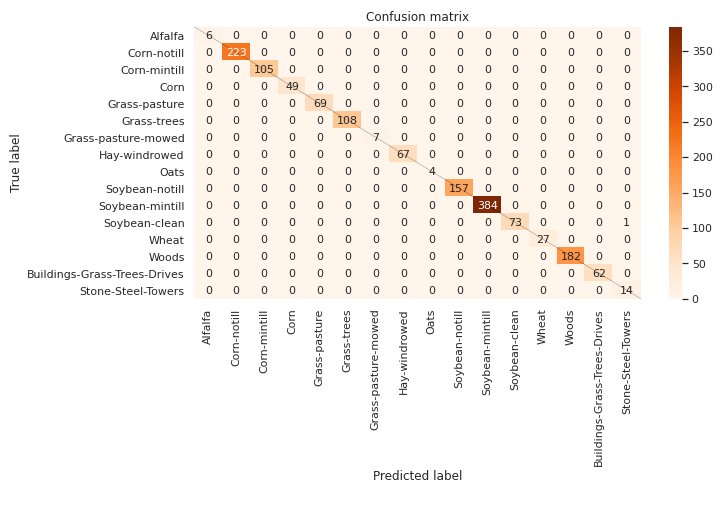 Confusion matrix
True label
Alfalfa 6 0 0 0 0 0 0 0 0 0 0 0 0 0 0 0
Corn-notill 0 223 0 0 0 0 0 0 0 0 0 0 0 0 0 0
Corn-mintill 0 0 105 0 0 0 0 0 0 0 0 0 0 0 0 0
Corn 0 0 0 49 0 0 0 0 0 0 0 0 0 0 0 0
Grass-pasture 0 0 0 0 69 0 0 0 0 0 0 0 0 0 0 0
Grass-trees 0 0 0 0 0 108 0 0 0 0 0 0 0 0 0 0
Grass-pasture-mowed 0 0 0 0 0 0 7 0 0 0 0 0 0 0 0 0
Hay-windrowed 0 0 0 0 0 0 0 67 0 0 0 0 0 0 0 0
Oats 0 0 0 0 0 0 0 0 4 0 0 0 0 0 0 0
Soybean-notill 0 0 0 0 0 0 0 0 0 157 0 0 0 0 0 0
Soybean-mintill 0 0 0 0 0 0 0 0 0 0 384 0 0 0 0 0
Soybean-clean 0 0 0 0 0 0 0 0 0 0 0 73 0 0 0 1
Wheat 0 0 0 0 0 0 0 0 0 0 0 0 27 0 0 0
Woods 0 0 0 0 0 0 0 0 0 0 0 0 0 182 0 0
Buildings-Grass-Trees-Drives 0 0 0 0 0 0 0 0 0 0 0 0 0 0 62 0
Stone-Steel-Towers 0 0 0 0 0 0 0 0 0 0 0 0 0 0 0 14
Alfalfa
Corn-notill
Corn-mintill
Corn
Grass-pasture
Grass-trees
Grass-pasture-mowed
Hay-windrowed
Oats
Soybean-notill
Soybean-mintill
Soybean-clean
Wheat
Woods
Buildings-Grass-Trees-Drives
Stone-Steel-Towers
Predicted label
350
300
250
200
150
100
50
0